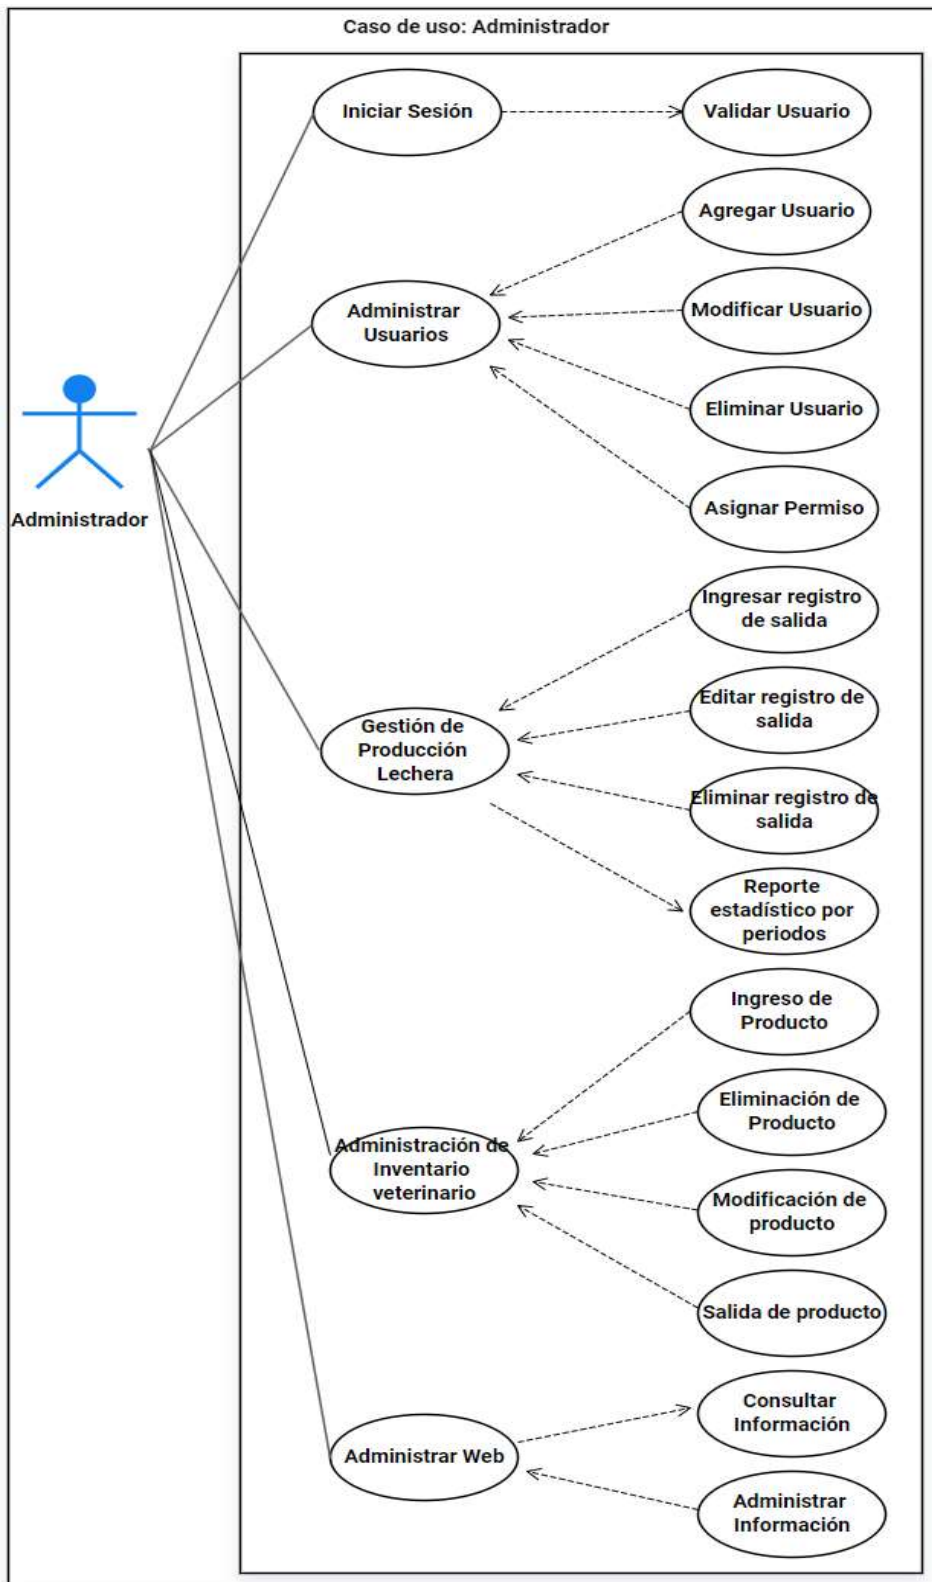 Caso de uso: Administrador
Iniciar Sesión
Validar Usuario
Agregar Usuario
Administrar
Usuarios
Modificar Usuario
Eliminar Usuario
Asignar Permiso
Administrador
Ingresar registro
de salida
Editar registro de
salida
Gestión de
Producción
Lechera
Eliminar registro de
salida
Reporte
estadístico por
periodos
Ingreso de
Producto
Eliminación de
Producto
Administración de
Inventario
veterinario
Modificación de
producto
Salida de producto
Consultar
Información
Administrar Web
Administrar
Información